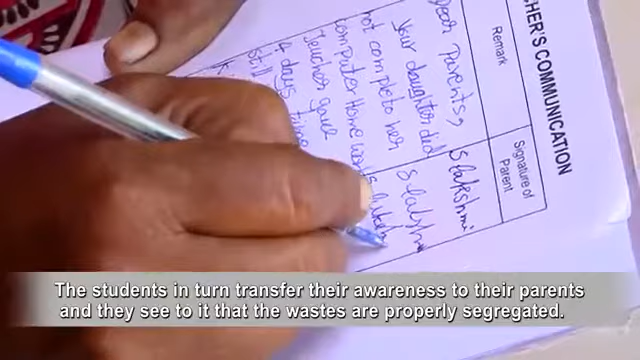 HER'S COMMUNICATION
Remark
Signature of
Parent
Dear Parents,
Your daughter did
not complete her
computer Home work
Teacher gave
4 days time
still
S Lakshmi
The students in turn transfer their awareness to their parents
and they see to it that the wastes are properly segregated.